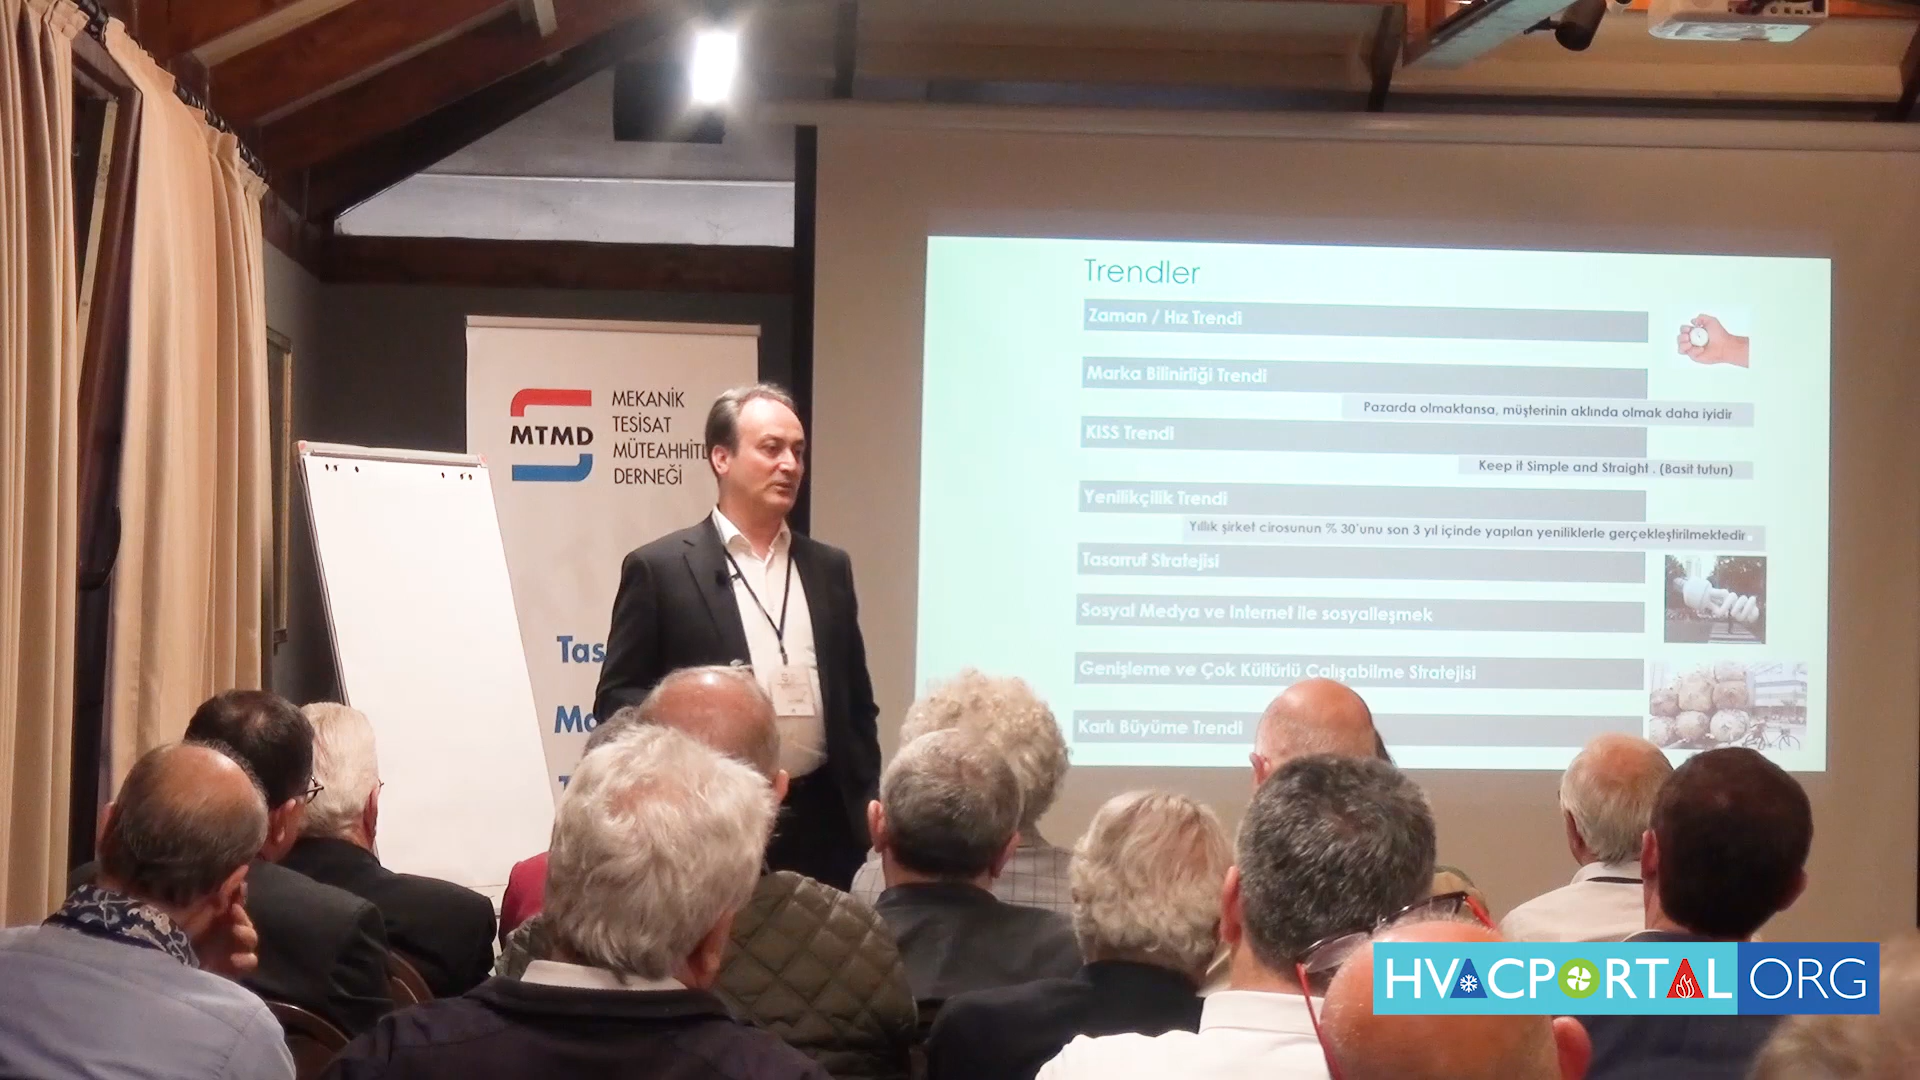 MTMD
MEKANİK
TESİSAT
MÜTEAHHİTL
DERNEĞİ
Tas
Trendler
Zaman / Hız Trendi
Marka Bilinirliği Trendi
Pazarda olmaktansa, müşterinin aklında olmak daha iyidir
KISS Trendi
Keep it Simple and Straight . (Basit tutun)
Yenilikçilik Trendi
Yıllık şirket cirosunun % 30'unu son 3 yıl içinde yapılan yeniliklerle gerçekleştirilmektedir.
Tasarruf Stratejisi
Sosyal Medya ve Internet ile sosyalleşmek
Genişleme ve Çok Kültürlü Çalışabilme Stratejisi
Karlı Büyüme Trendi
HVACPORTAL ORG